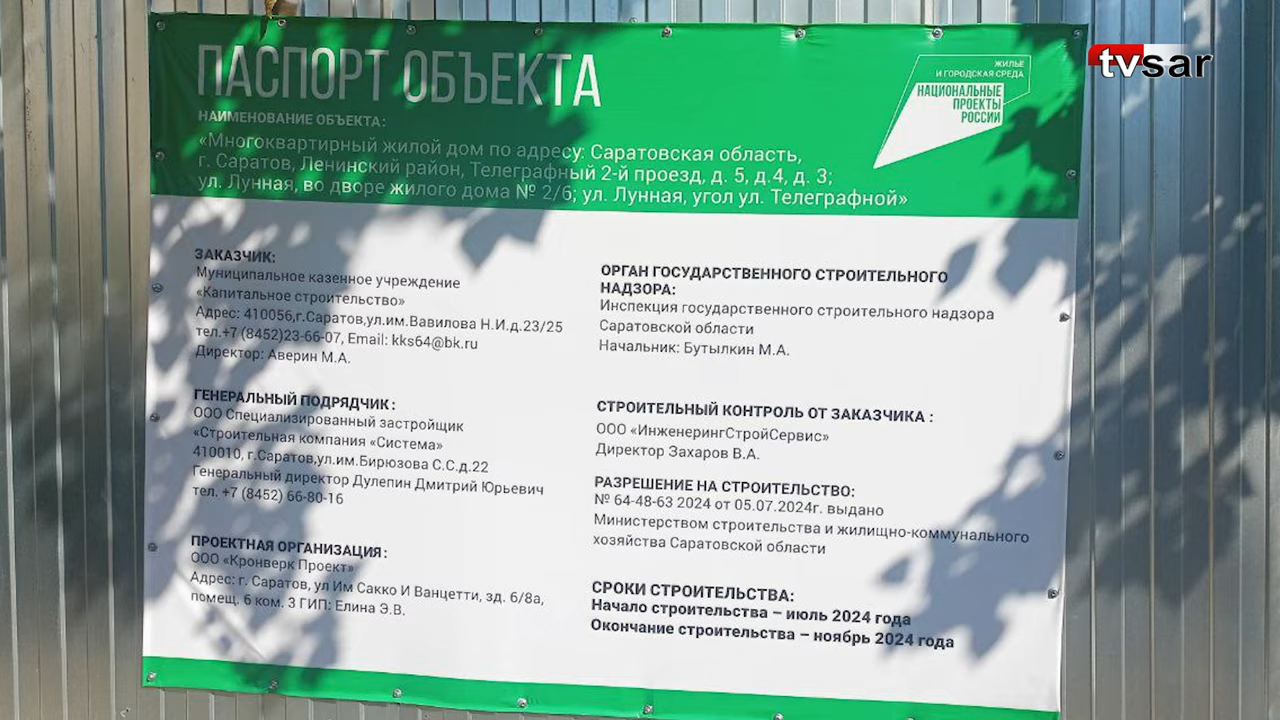 ПАСПОРТ ОБЪЕКТА
ЖИЛЬЕ
И ГОРОДСКАЯ СРЕДА
НАЦИОНАЛЬНЫЕ
ПРОЕКТЫ
РОССИИ
tvsar
НАИМЕНОВАНИЕ ОБЪЕКТА:
«Многоквартирный жилой дом по адресу: Саратовская область,
г. Саратов, Ленинский район, Телеграфный 2-й проезд, д. 5, д.4, д. 3;
ул. Лунная, во дворе жилого дома № 2/6; ул. Лунная, угол ул. Телеграфной»
ЗАКАЗЧИК:
Муниципальное казенное учреждение
«Капитальное строительство»
Адрес: 410056,г.Саратов,ул.им.Вавилова Н.И.д.23/25
тел.+7 (8452)23-66-07, Email: kks64@bk.ru
Директор: Аверин М.А.
ГЕНЕРАЛЬНЫЙ ПОДРЯДЧИК:
ООО Специализированный застройщик
«Строительная компания «Система»
410010, г.Саратов,ул.им.Бирюзова С.С.д.22
Генеральный директор Дулепин Дмитрий Юрьевич
тел. +7 (8452) 66-80-16
ПРОЕКТНАЯ ОРГАНИЗАЦИЯ:
ООО «Кронверк Проект»
Адрес: г. Саратов, ул Им Сакко И Ванцетти, зд. 6/8а,
помещ. 6 ком. 3 ГИП: Елина Э.В.
ОРГАН ГОСУДАРСТВЕННОГО СТРОИТЕЛЬНОГО
НАДЗОРА:
Инспекция государственного строительного надзора
Саратовской области
Начальник: Бутылкин М.А.
СТРОИТЕЛЬНЫЙ КОНТРОЛЬ ОТ ЗАКАЗЧИКА :
ООО «ИнженерингСтройСервис»
Директор Захаров В.А.
РАЗРЕШЕНИЕ НА СТРОИТЕЛЬСТВО:
№ 64-48-63 2024 от 05.07.2024г. выдано
Министерством строительства и жилищно-коммунального
хозяйства Саратовской области
СРОКИ СТРОИТЕЛЬСТВА:
Начало строительства – июль 2024 года
Окончание строительства – ноябрь 2024 года